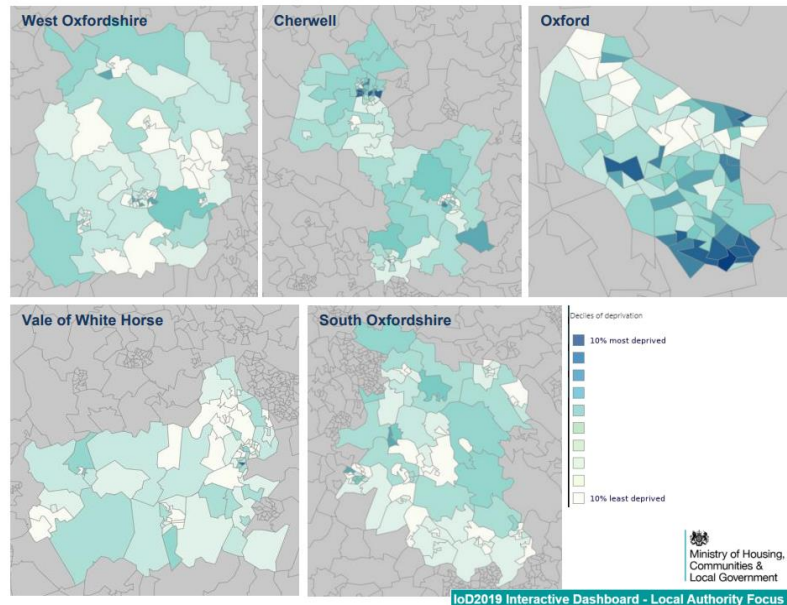 West Oxfordshire
Cherwell
Oxford
Vale of White Horse
South Oxfordshire
Deciles of deprivation
10% most deprived
10% least deprived
Ministry of Housing,
Communities &
Local Government
IoD2019 Interactive Dashboard - Local Authority Focus